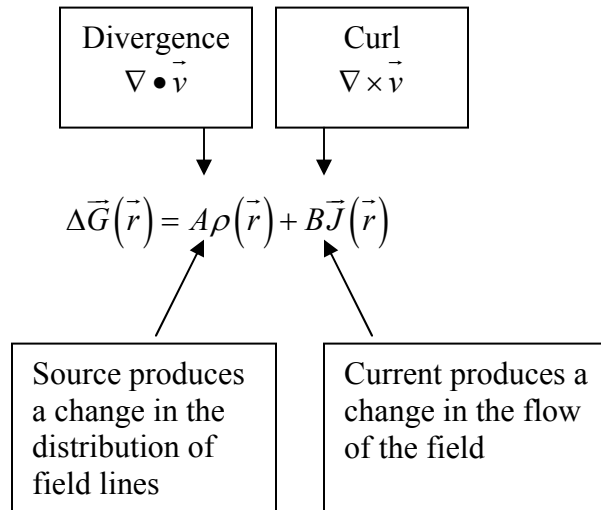 Divergence
∇ • v⃗
Curl
∇ × v⃗
ΔG⃗(r⃗) = Aρ(r⃗) + BJ⃗(r⃗)
Source produces
a change in the
distribution of
field lines
Current produces a
change in the flow
of the field